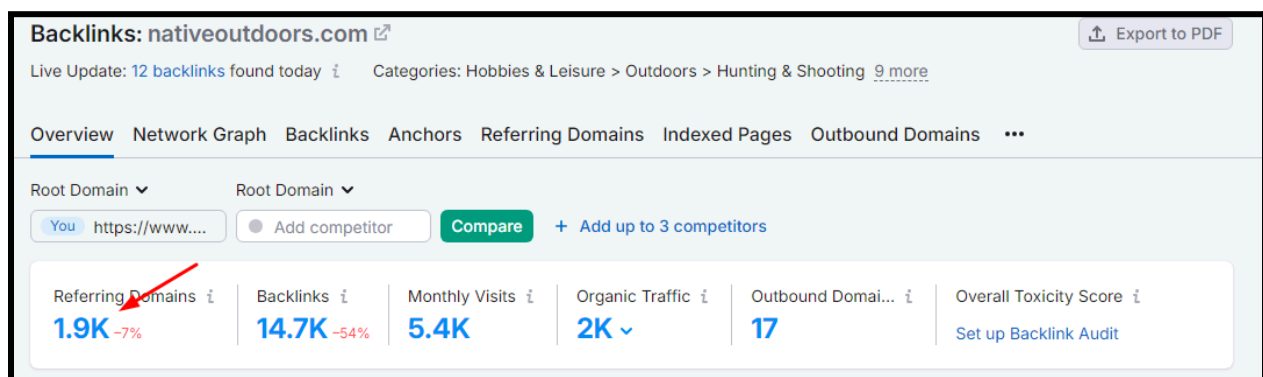 Backlinks: nativeoutdoors.com
Export to PDF
Live Update: 12 backlinks found today i Categories: Hobbies & Leisure > Outdoors > Hunting & Shooting 9 more
Overview Network Graph Backlinks Anchors Referring Domains Indexed Pages Outbound Domains •••
Root Domain Root Domain
You https://www.... Add competitor Compare + Add up to 3 competitors
Referring Domains i Backlinks i Monthly Visits i Organic Traffic i Outbound Domai... i Overall Toxicity Score i
1.9K -7% 14.7K -54% 5.4K 2K 17 Set up Backlink Audit